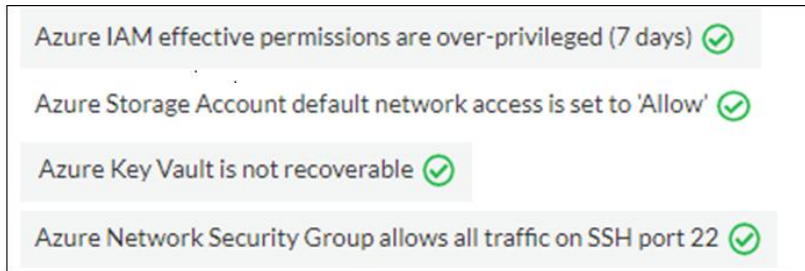 Azure IAM effective permissions are over-privileged (7 days)
Azure Storage Account default network access is set to 'Allow'
Azure Key Vault is not recoverable
Azure Network Security Group allows all traffic on SSH port 22